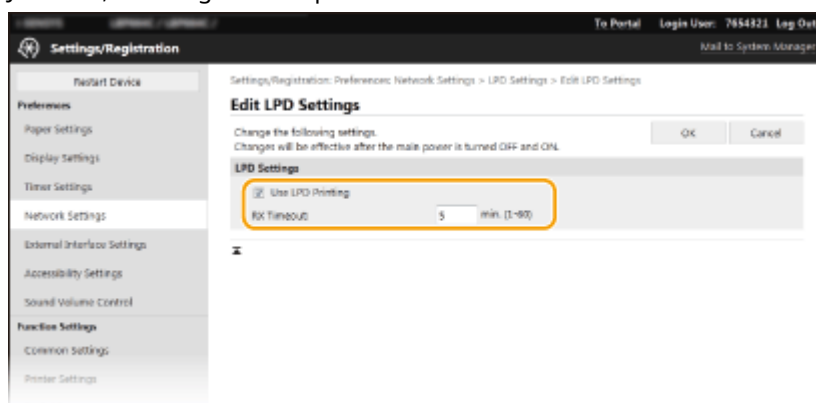 To Portal Login User: 7654321 Log Out
Settings/Registration
Mail to System Manager
Restart Device
Preferences
Paper Settings
Display Settings
Timer Settings
Network Settings
External Interface Settings
Accessibility Settings
Sound Volume Control
Function Settings
Common Settings
Printer Settings
Settings/Registration: Preferences: Network Settings > LPD Settings > Edit LPD Settings
Edit LPD Settings
Change the following settings.
Changes will be effective after the main power is turned OFF and ON.
OK Cancel
LPD Settings
Use LPD Printing
RX Timeout: 5 min. (1-60)